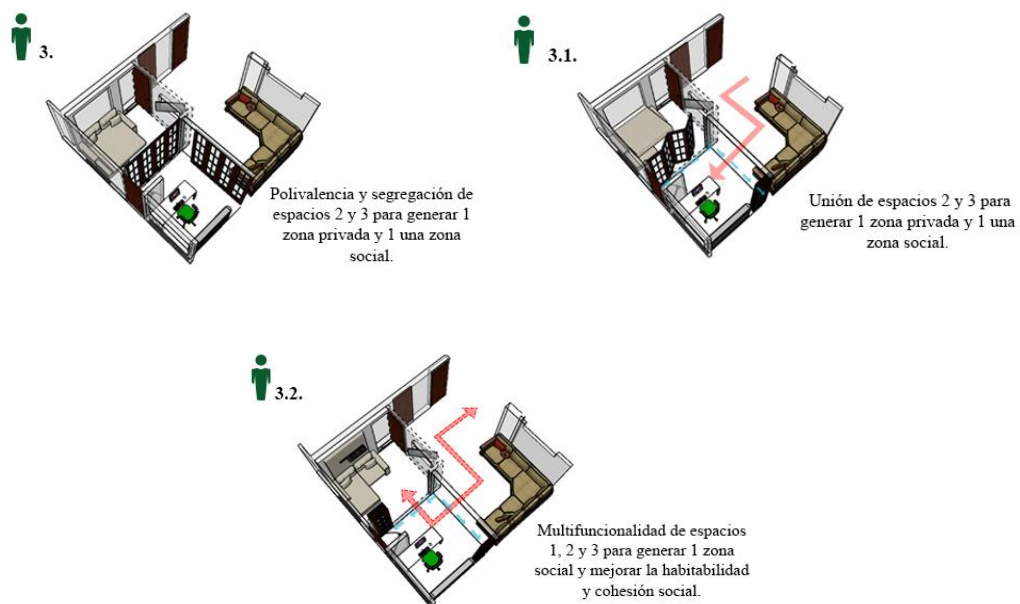 3.
Polivalencia y segregación de
espacios 2 y 3 para generar 1
zona privada y 1 una zona
social.
3.1.
Unión de espacios 2 y 3 para
generar 1 zona privada y 1 una
zona social.
3.2.
Multifuncionalidad de espacios
1, 2 y 3 para generar 1 zona
social y mejorar la habitabilidad
y cohesión social.